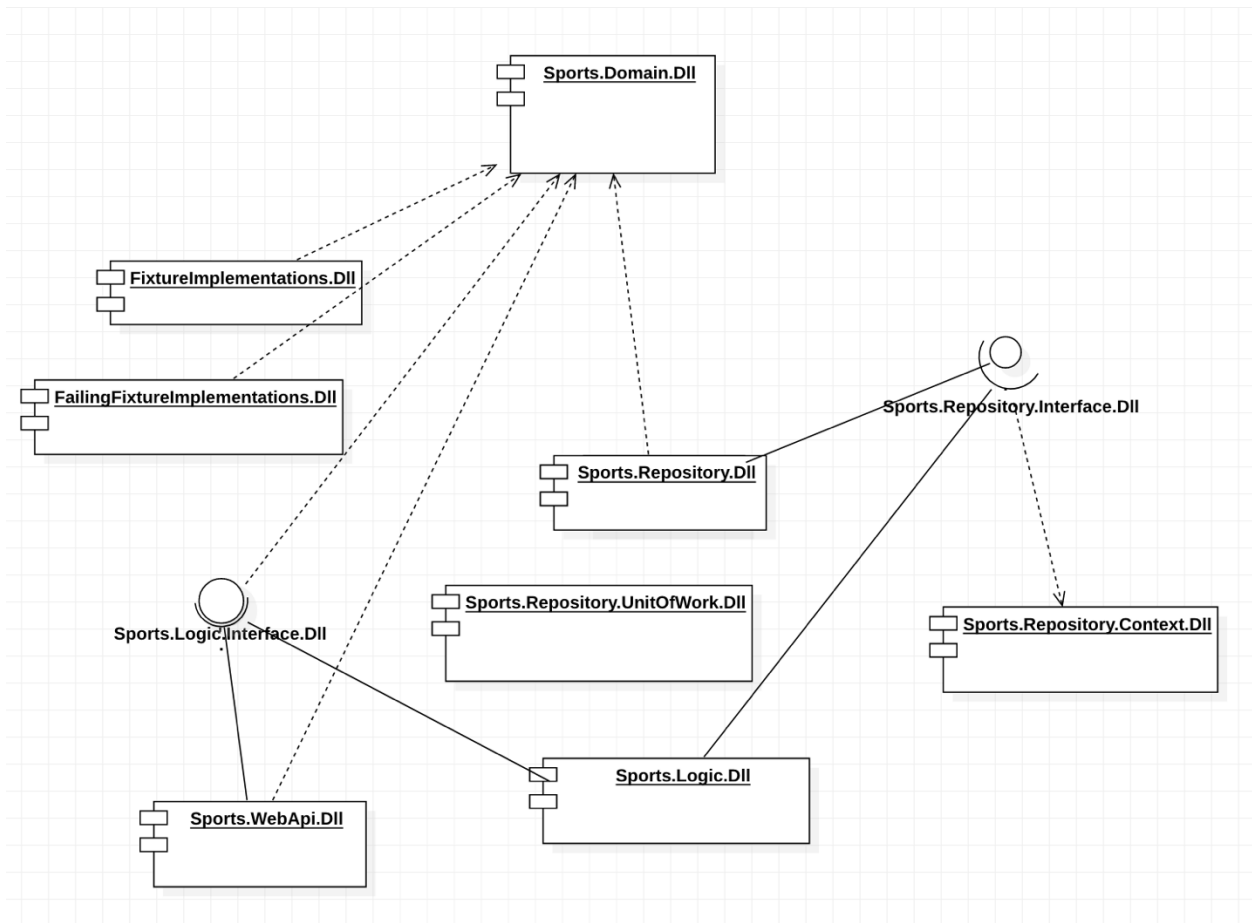 Sports.Domain.Dll
FixtureImplementations.Dll
FailingFixtureImplementations.Dll
Sports.Repository.Interface.Dll
Sports.Repository.Dll
Sports.Repository.UnitOfWork.Dll
Sports.Logic.Interface.Dll
Sports.Repository.Context.Dll
Sports.Logic.Dll
Sports.WebApi.Dll